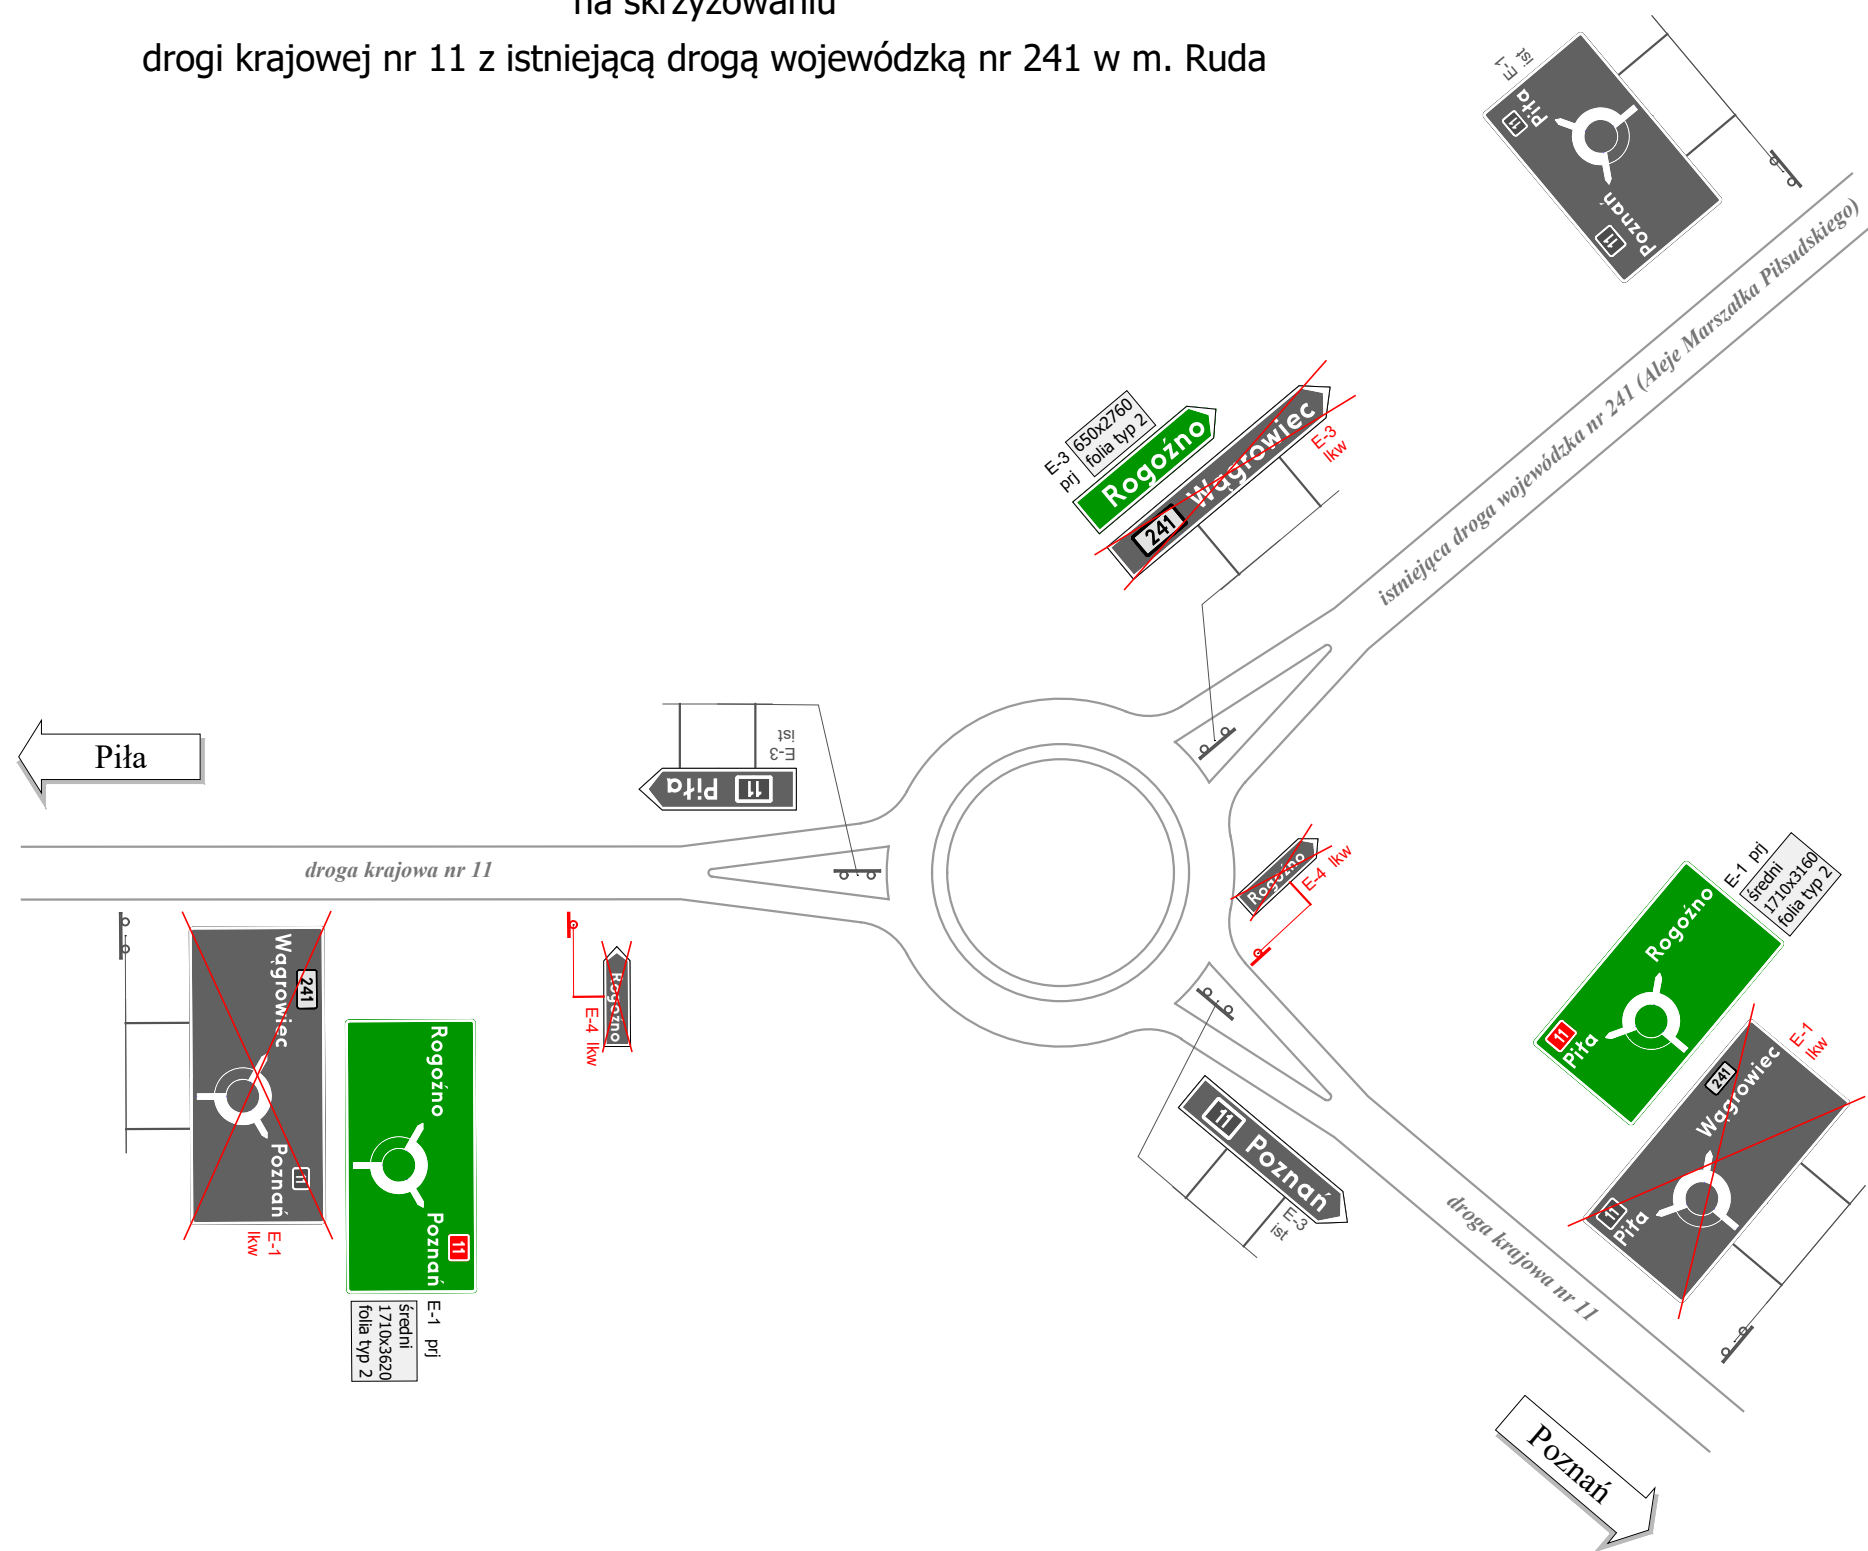 na skrzyżowaniu
drogi krajowej nr 11 z istniejącą drogą wojewódzką nr 241 w m. Ruda
E-1
ist
Piła
11
Poznań
11
istniejąca droga wojewódzka nr 241 (Aleje Marszałka Piłsudskiego)
E-3
prj
650x2760
folia typ 2
Rogoźno
241 Wągrowiec
E-3
lkw
Piła
E-3
ist
11 Piła
droga krajowa nr 11
Rogoźno
E-4 lkw
E-1 prj
średni
1710x3160
folia typ 2
Rogoźno
11
Piła
E-1
lkw
241
Wągrowiec
11
Piła
241
Wągrowiec
11
Poznań
E-1
lkw
Rogoźno
E-4 lkw
Rogoźno
11
Poznań
E-1 prj
średni
1710x3620
folia typ 2
11 Poznań
E-3
ist
droga krajowa nr 11
Poznań